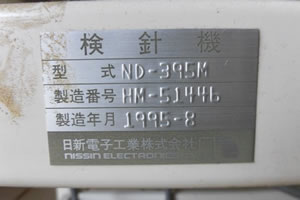 検針機
型式 ND-395M
製造番号 HM-51446
製造年月 1995-8
日新電子工業株式会社
NISSIN ELECTRONICS